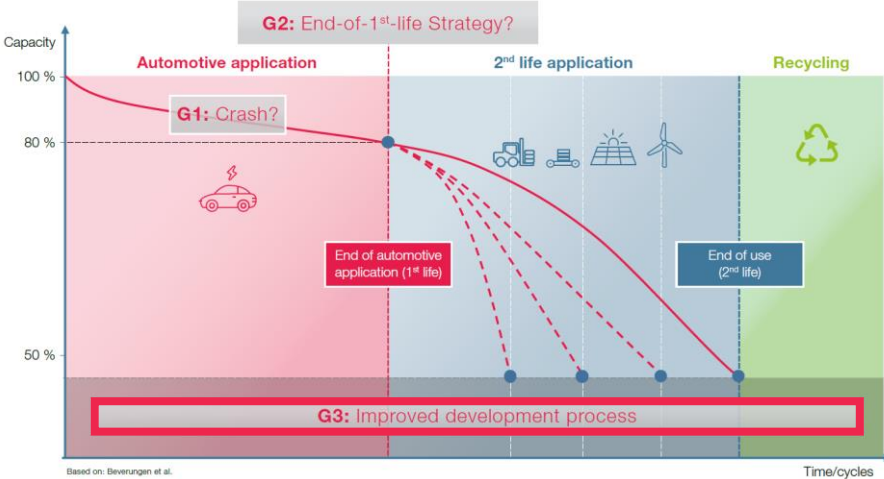 G2: End-of-1st-life Strategy?
Capacity
Automotive application
2nd life application
Recycling
100 %
G1: Crash?
80 %
End of automotive
application (1st life)
End of use
(2nd life)
50 %
G3: Improved development process
Based on: Beverungen et al.
Time/cycles